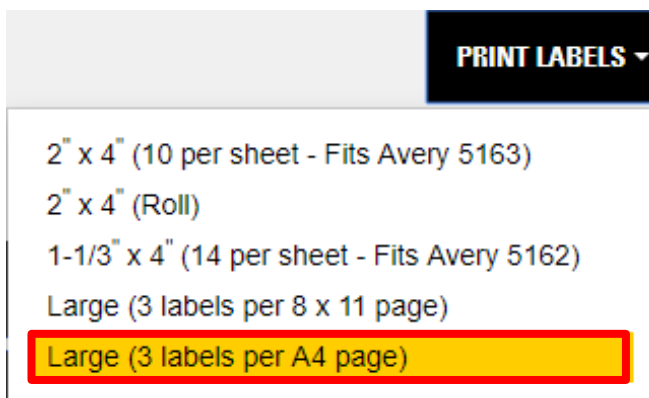 PRINT LABELS
2" x 4" (10 per sheet - Fits Avery 5163)
2" x 4" (Roll)
1-1/3" x 4" (14 per sheet - Fits Avery 5162)
Large (3 labels per 8 x 11 page)
Large (3 labels per A4 page)